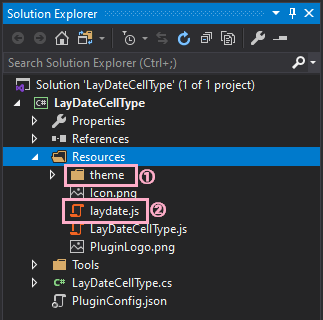 Solution Explorer
Search Solution Explorer (Ctrl+;)
Solution 'LayDateCellType' (1 of 1 project)
C# LayDateCellType
Properties
References
Resources
theme ①
Icon.png
laydate.js ②
LayDateCellType.js
PluginLogo.png
Tools
C# LayDateCellType.cs
PluginConfig.json